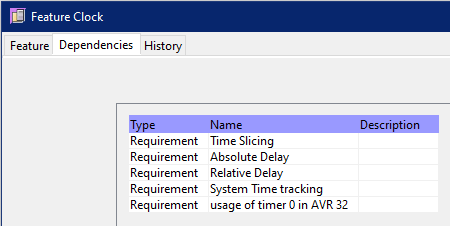 Feature Clock
Feature Dependencies History
Type Name Description
Requirement Time Slicing
Requirement Absolute Delay
Requirement Relative Delay
Requirement System Time tracking
Requirement usage of timer 0 in AVR 32